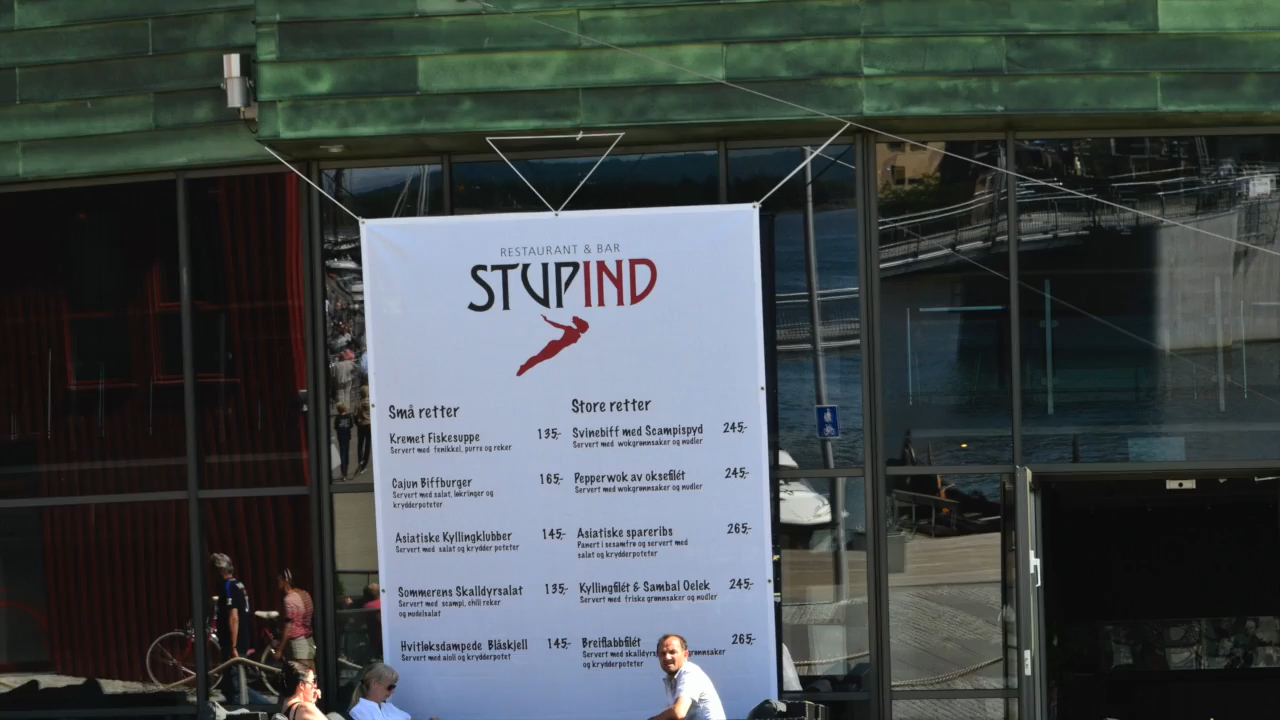 RESTAURANT & BAR
STUPIND
Små retter
Kremet Fiskesuppe 135,-
Servert med fenikkel, purre og reker
Cajun Biffburger 165,-
Servert med salat, løkringer og
krydderpoteter
Asiatiske Kyllingklubber 145,-
Servert med salat og krydder poteter
Sommerens Skalldyrsalat 135,-
Servert med scampi, chili reker
og nudelsalat
Hvitløksdampede Blåskjell 145,-
Servert med aioli og krydderpotet
Store retter
Svinebiff med Scampispyd 245,-
Servert med wokgrønnsaker og nudler
Pepperwok av oksefilét 245,-
Servert med wokgrønnsaker og nudler
Asiatiske spareribs 265,-
Panert i sesamfrø og servert med
salat og krydderpoteter
Kyllingfilét & Sambal Oelek 245,-
Servert med friske grønnsaker og nudler
Breiflabbfilét 265,-
Servert med grønnsaker
og krydderpoteter